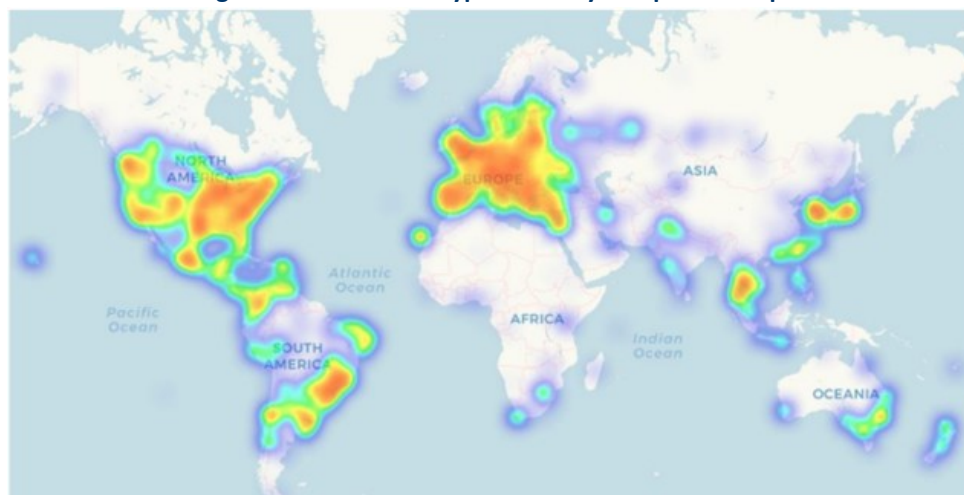 NORTH
AMERICA
EUROPE
ASIA
Atlantic
Ocean
Pacific
Ocean
AFRICA
Indian
Ocean
SOUTH
AMERICA
OCEANIA